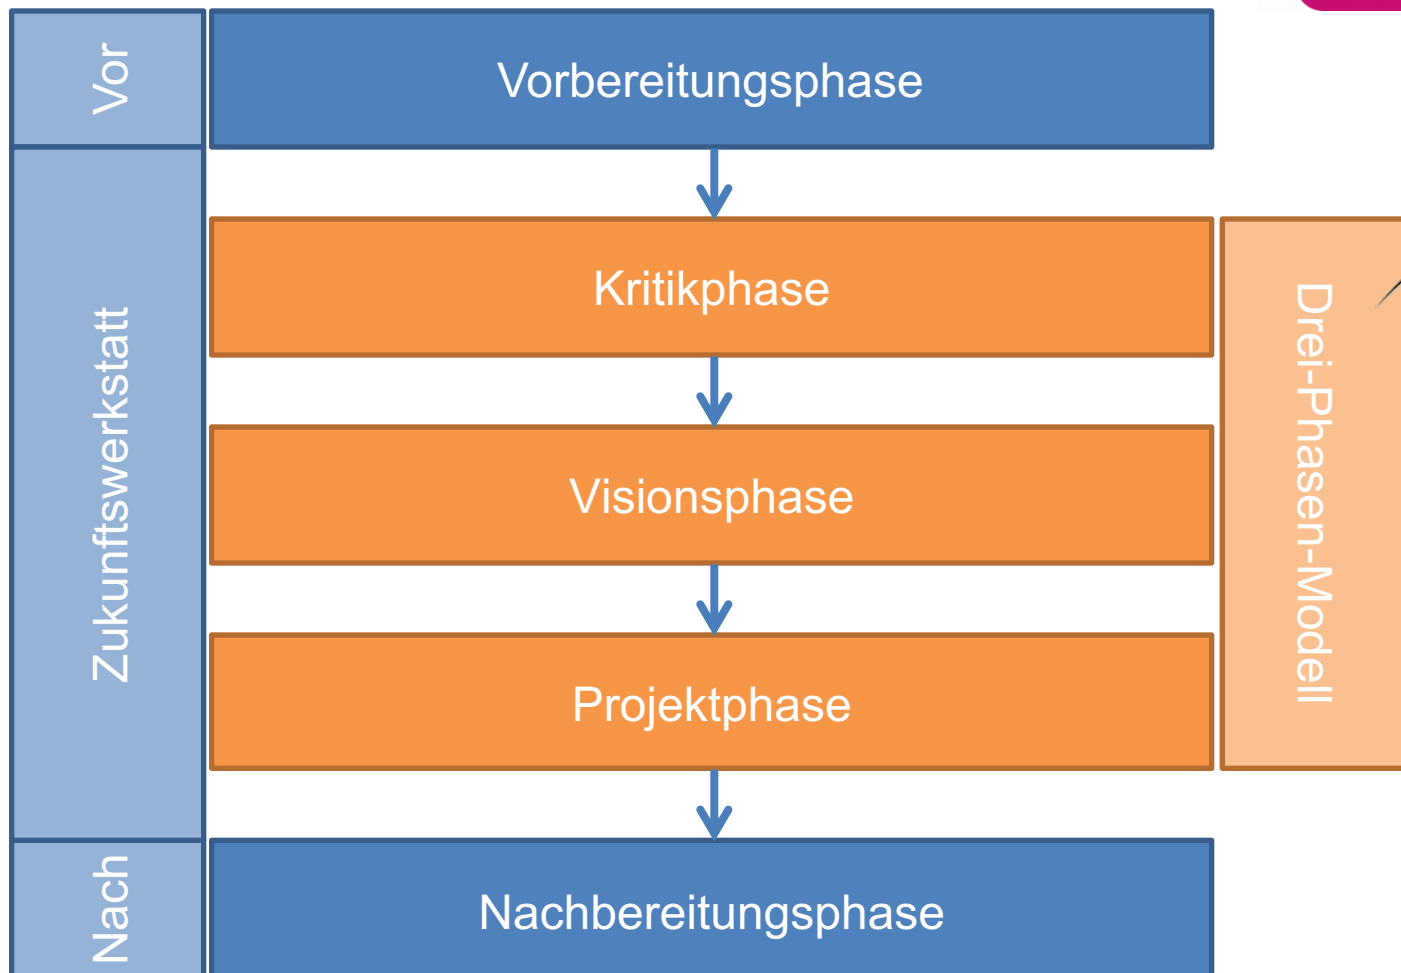 Vor
Vorbereitungsphase
Zukunftswerkstatt
Kritikphase
Visionsphase
Projektphase
Drei-Phasen-Modell
Nach
Nachbereitungsphase